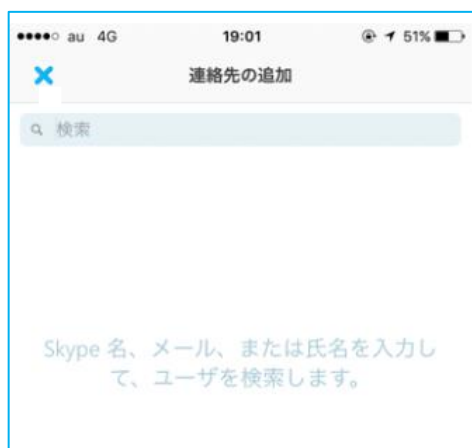 au 4G 19:01 51%
連絡先の追加
検索
Skype 名、メール、または氏名を入力し
て、ユーザを検索します。